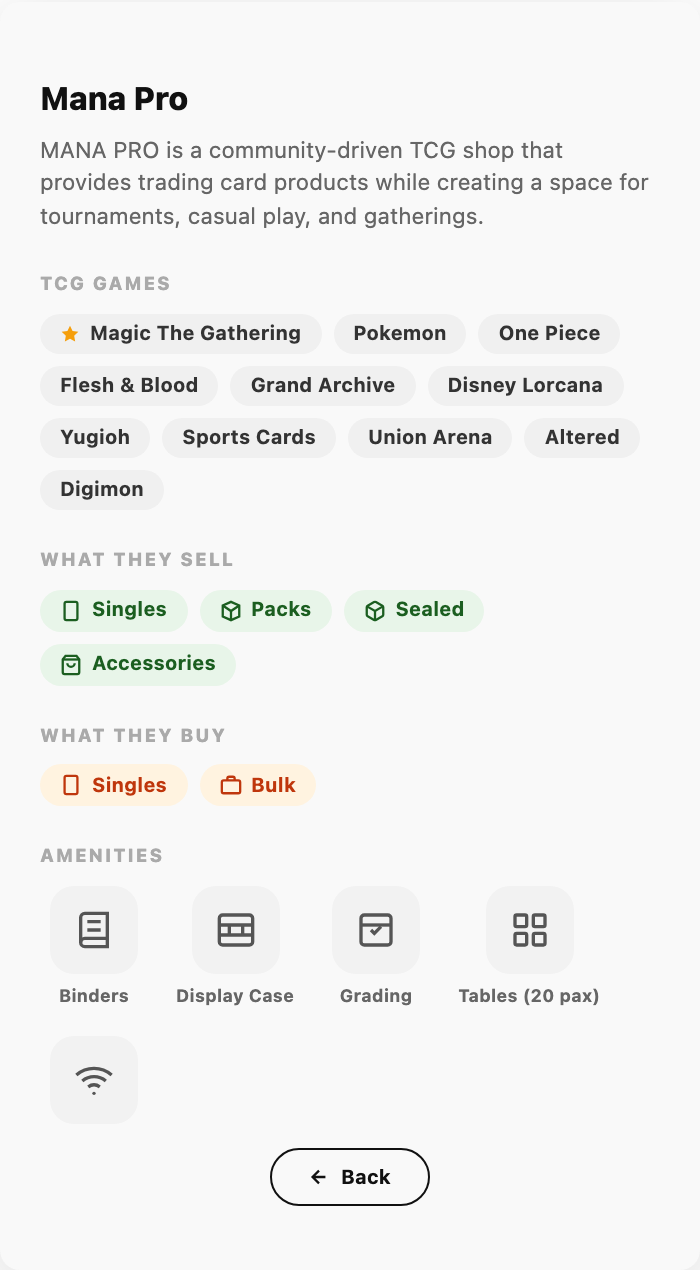 Mana Pro
MANA PRO is a community-driven TCG shop that
provides trading card products while creating a space for
tournaments, casual play, and gatherings.
TCG GAMES
Magic The Gathering Pokemon One Piece
Flesh & Blood Grand Archive Disney Lorcana
Yugioh Sports Cards Union Arena Altered
Digimon
WHAT THEY SELL
Singles Packs Sealed
Accessories
WHAT THEY BUY
Singles Bulk
AMENITIES
Binders Display Case Grading Tables (20 pax)
← Back